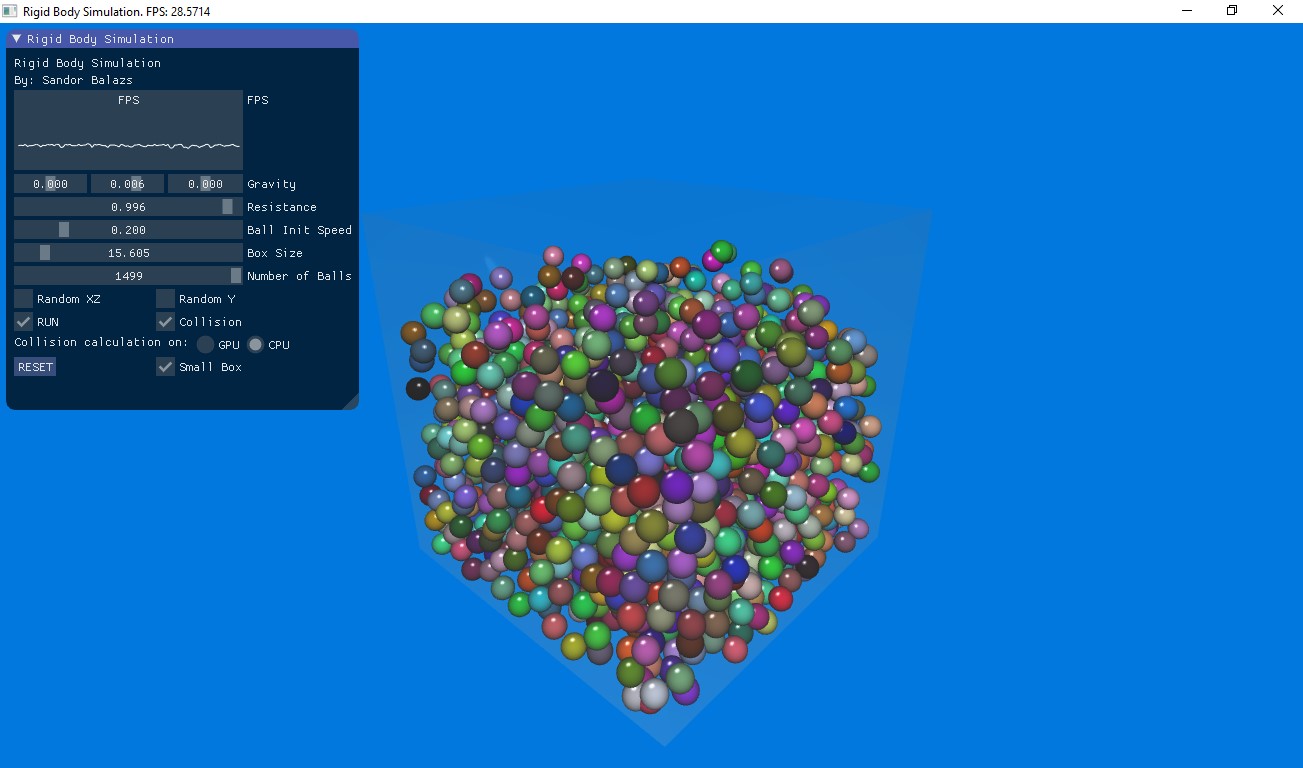 Rigid Body Simulation. FPS: 28.5714
Rigid Body Simulation
Rigid Body Simulation
By: Sandor Balazs
FPS FPS
0.000 0.006 0.000 Gravity
0.996 Resistance
0.200 Ball Init Speed
15.605 Box Size
1499 Number of Balls
Random XZ Random Y
RUN Collision
Collision calculation on: GPU CPU
RESET Small Box